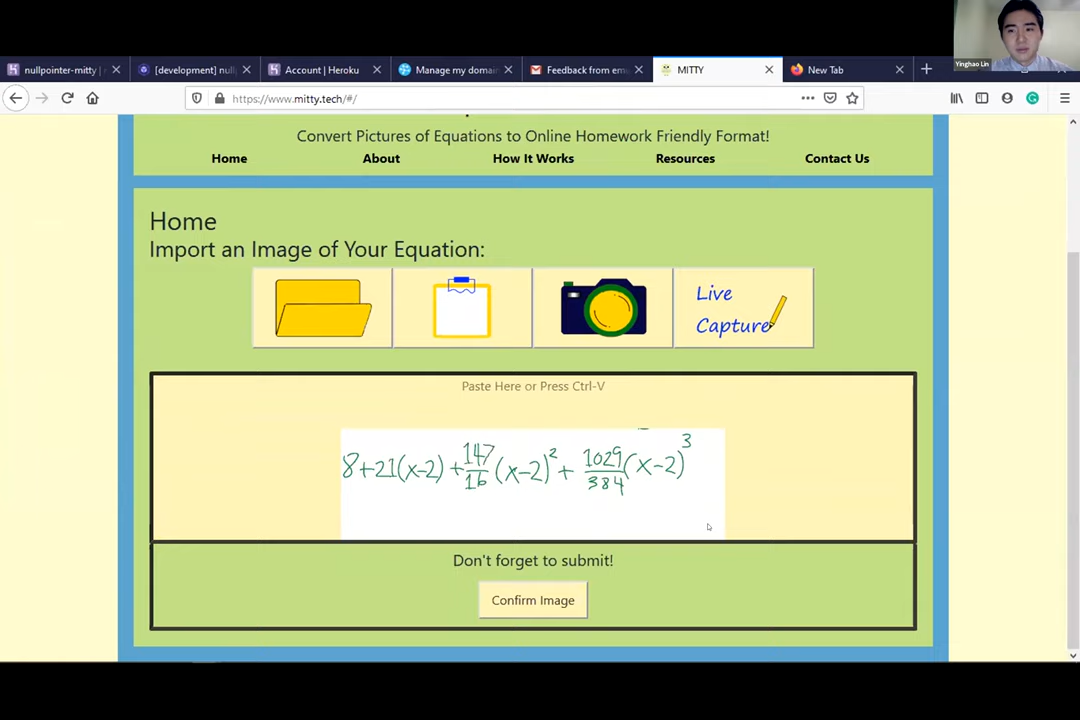 Yinghao Lin
nullpointer-mitty |
[development] null
Account | Heroku
Manage my domain
Feedback from em
MITTY
New Tab
https://www.mitty.tech/#/
Convert Pictures of Equations to Online Homework Friendly Format!
Home About How It Works Resources Contact Us
Home
Import an Image of Your Equation:
Live
Capture
Paste Here or Press Ctrl-V
8+21(x-2)+147/16(x-2)²+1029/384(x-2)³
Don't forget to submit!
Confirm Image